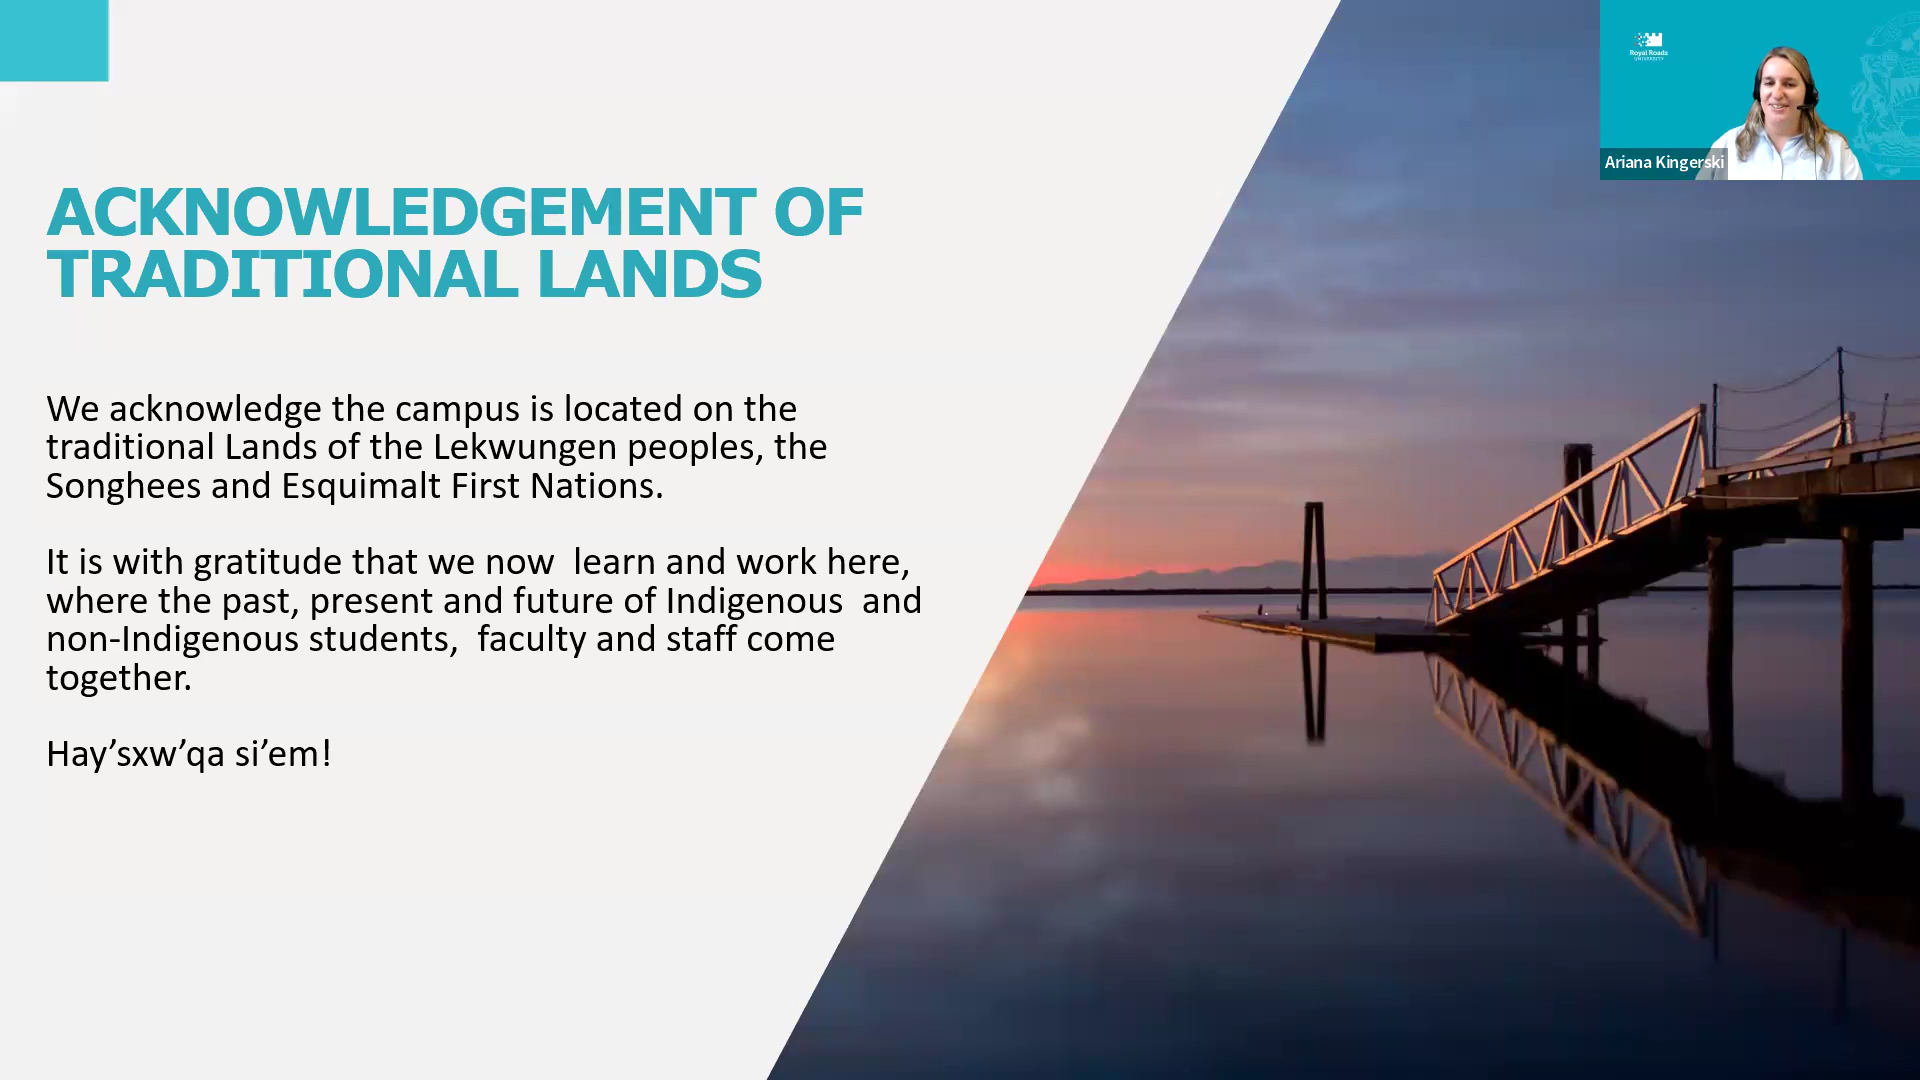 ACKNOWLEDGEMENT OF
TRADITIONAL LANDS
We acknowledge the campus is located on the
traditional Lands of the Lekwungen peoples, the
Songhees and Esquimalt First Nations.
It is with gratitude that we now  learn and work here,
where the past, present and future of Indigenous  and
non-Indigenous students,  faculty and staff come
together.
Hay’sxw’qa si’em!
Royal Roads
UNIVERSITY
Ariana Kingerski